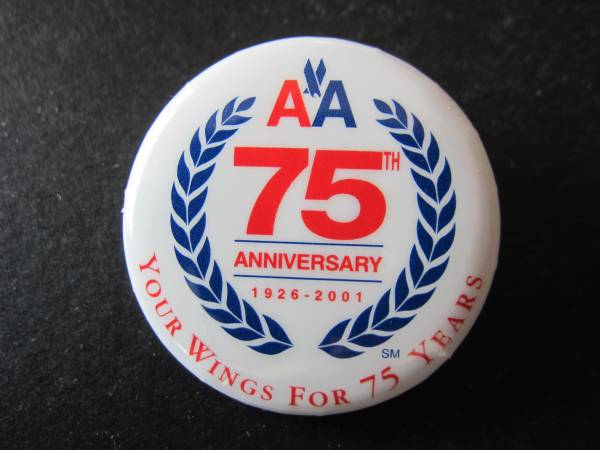 AA
75TH
ANNIVERSARY
1926-2001
SM
YOUR WINGS FOR 75 YEARS